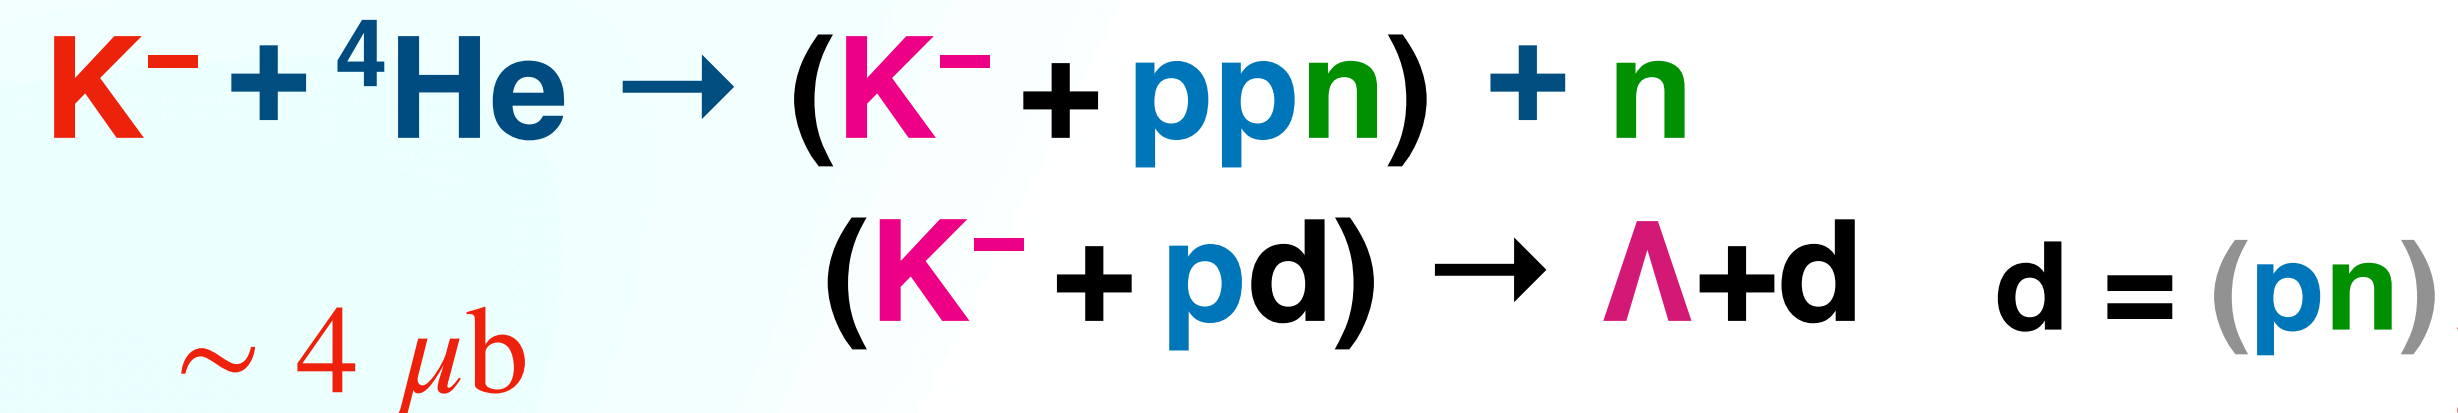 K⁻ + ⁴He → (K⁻ + ppn) + n
(K⁻ + pd) → Λ+d d = (pn)
~ 4 μb